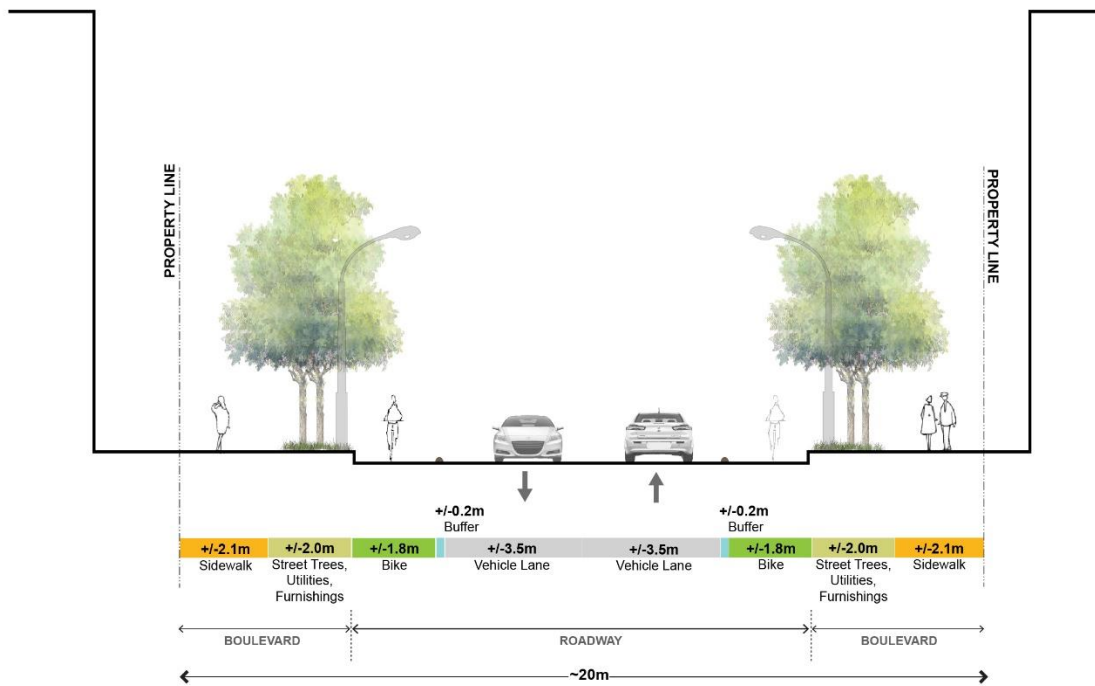 PROPERTY LINE
PROPERTY LINE
+/-0.2m
Buffer
+/-0.2m
Buffer
+/-2.1m
+/-2.0m
+/-1.8m
+/-3.5m
+/-3.5m
+/-1.8m
+/-2.0m
+/-2.1m
Sidewalk
Street Trees,
Utilities,
Furnishings
Bike
Vehicle Lane
Vehicle Lane
Bike
Street Trees,
Utilities,
Furnishings
Sidewalk
BOULEVARD
ROADWAY
BOULEVARD
~20m